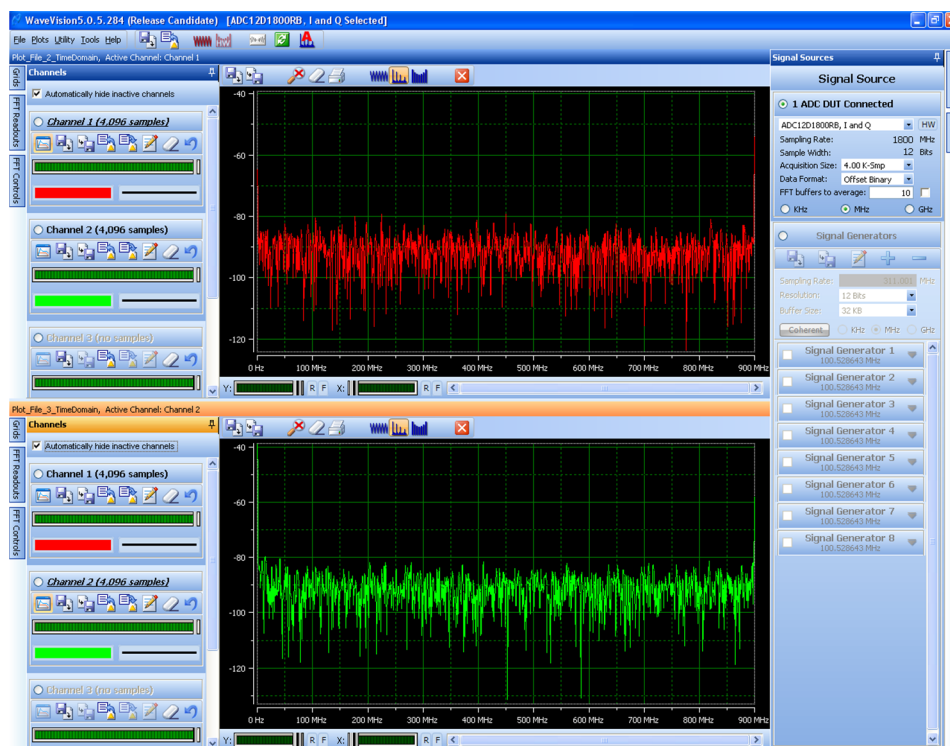 WaveVision5.0.5.284 (Release Candidate) [ADC12D1800RB, I and Q Selected]
File Plots Utility Tools Help
Plot_File_2_TimeDomain, Active Channel: Channel 1
Grids
FFT Readouts
FFT Controls
Channels
Automatically hide inactive channels
Channel 1 (4,096 samples)
Channel 2 (4,096 samples)
Channel 3 (no samples)
-40
-60
-80
-100
-120
0 Hz 100 MHz 200 MHz 300 MHz 400 MHz 500 MHz 600 MHz 700 MHz 800 MHz 900 MHz
Y: R F X: R F
Plot_File_3_TimeDomain, Active Channel: Channel 2
Grids
FFT Readouts
FFT Controls
Channels
Automatically hide inactive channels
Channel 1 (4,096 samples)
Channel 2 (4,096 samples)
Channel 3 (no samples)
-40
-60
-80
-100
-120
0 Hz 100 MHz 200 MHz 300 MHz 400 MHz 500 MHz 600 MHz 700 MHz 800 MHz 900 MHz
Y: R F X: R F
Signal Sources
Signal Source
1 ADC DUT Connected
ADC12D1800RB, I and Q HW
Sampling Rate: 1800 MHz
Sample Width: 12 Bits
Acquisition Size: 4.00 K-Smp
Data Format: Offset Binary
FFT buffers to average: 10
KHz MHz GHz
Signal Generators
Sampling Rate: MHz
Resolution: 12 Bits
Buffer Size: 32 KB
Coherent KHz MHz GHz
Signal Generator 1
100.528643 MHz
Signal Generator 2
100.528643 MHz
Signal Generator 3
100.528643 MHz
Signal Generator 4
100.528643 MHz
Signal Generator 5
100.528643 MHz
Signal Generator 6
100.528643 MHz
Signal Generator 7
100.528643 MHz
Signal Generator 8
100.528643 MHz